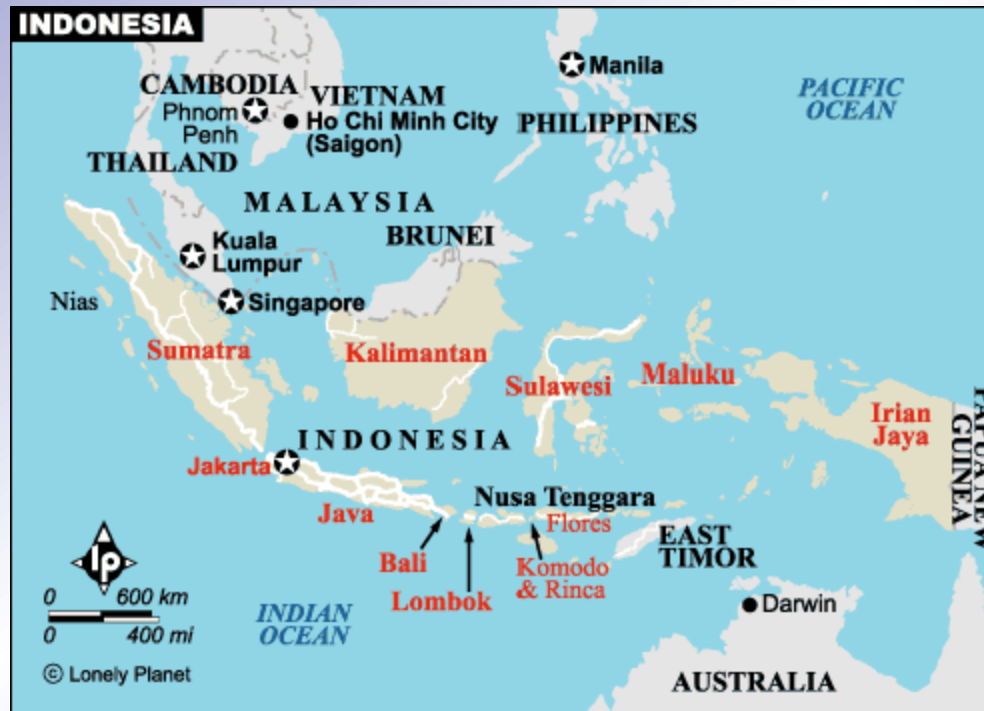 INDONESIA
Manila
PACIFIC
OCEAN
CAMBODIA
Phnom
Penh
VIETNAM
Ho Chi Minh City
(Saigon)
PHILIPPINES
THAILAND
MALAYSIA
BRUNEI
Kuala
Lumpur
Nias
Singapore
Sumatra
Kalimantan
Sulawesi
Maluku
Irian
Jaya
PAPUA NEW
GUINEA
INDONESIA
Jakarta
Java
Nusa Tenggara
Flores
Bali
Lombok
Komodo
& Rinca
EAST
TIMOR
lp
0 600 km
0 400 mi
INDIAN
OCEAN
Darwin
© Lonely Planet
AUSTRALIA